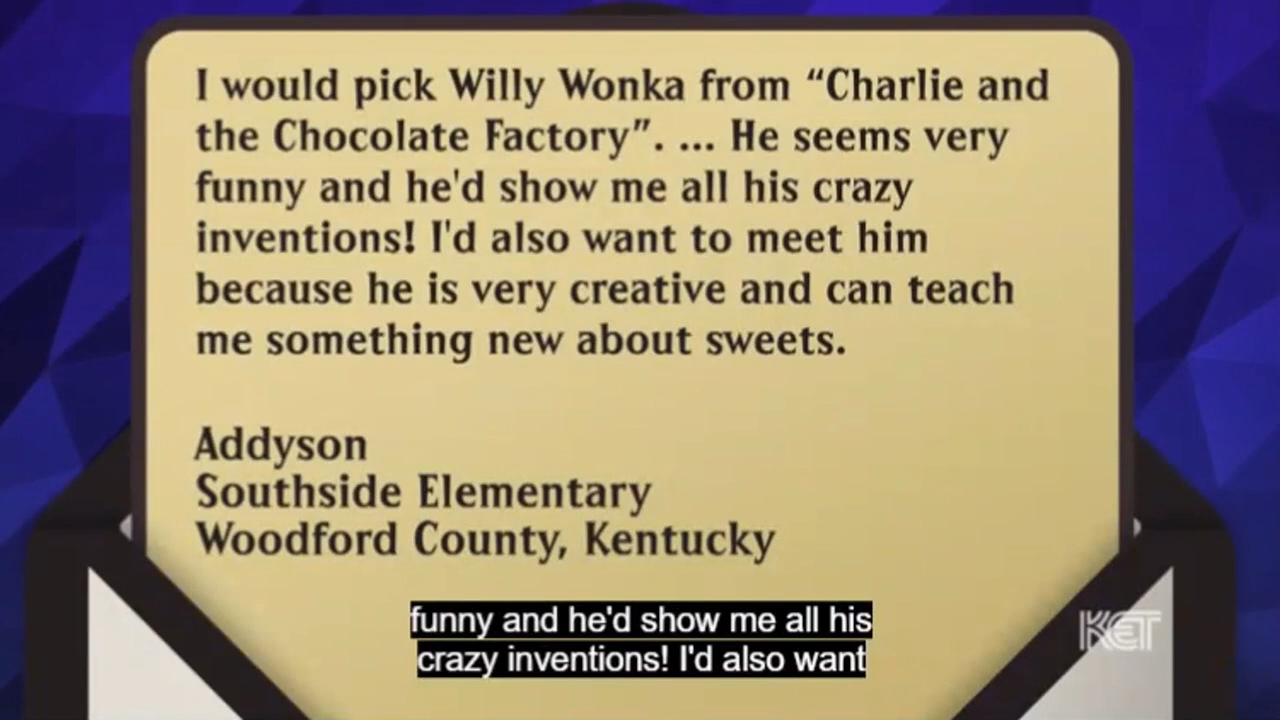 I would pick Willy Wonka from “Charlie and
the Chocolate Factory”. ... He seems very
funny and he'd show me all his crazy
inventions! I'd also want to meet him
because he is very creative and can teach
me something new about sweets.
Addyson
Southside Elementary
Woodford County, Kentucky
funny and he'd show me all his
crazy inventions! I'd also want
KET